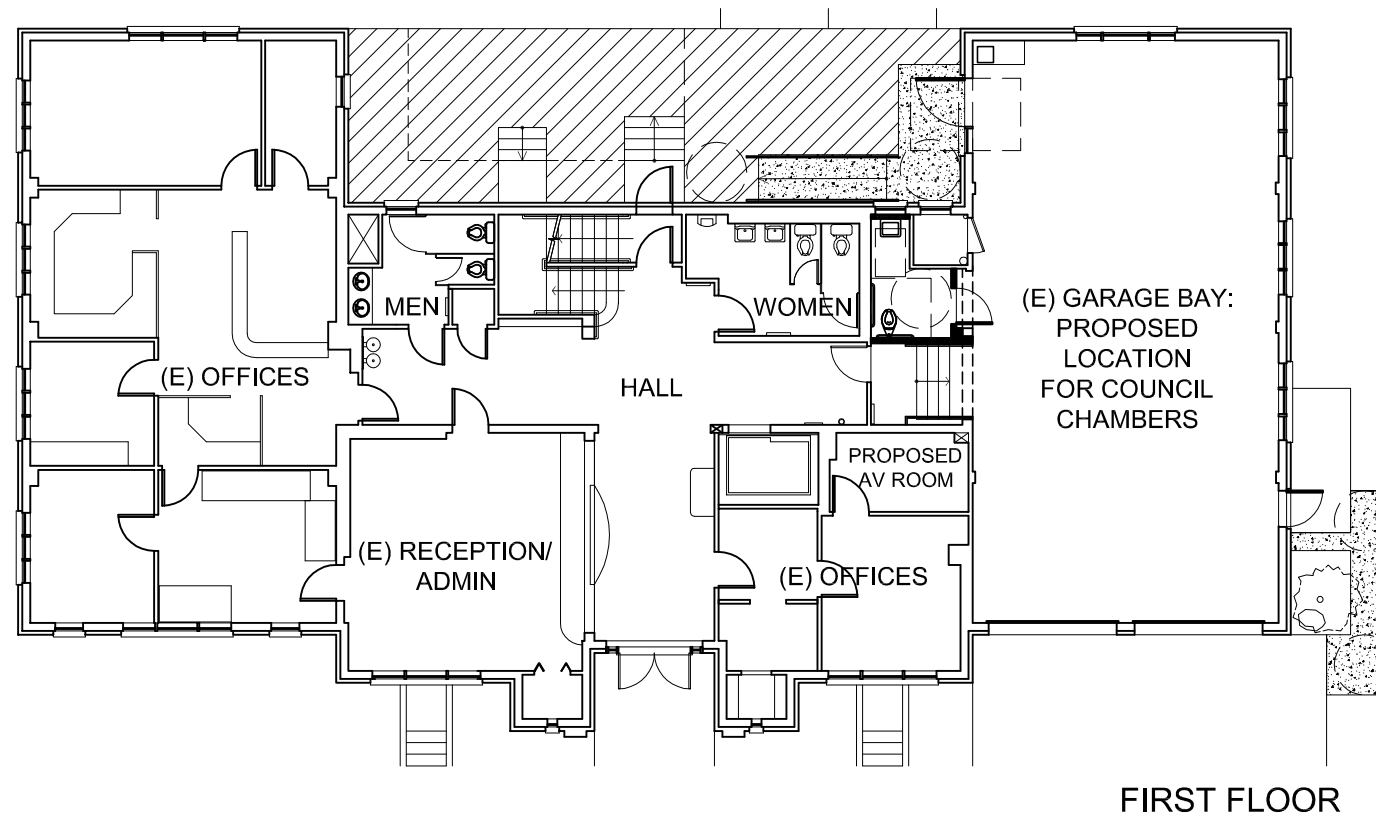 MEN
WOMEN
(E) GARAGE BAY:
PROPOSED
LOCATION
FOR COUNCIL
CHAMBERS
(E) OFFICES
HALL
PROPOSED
AV ROOM
(E) RECEPTION/
ADMIN
(E) OFFICES
FIRST FLOOR